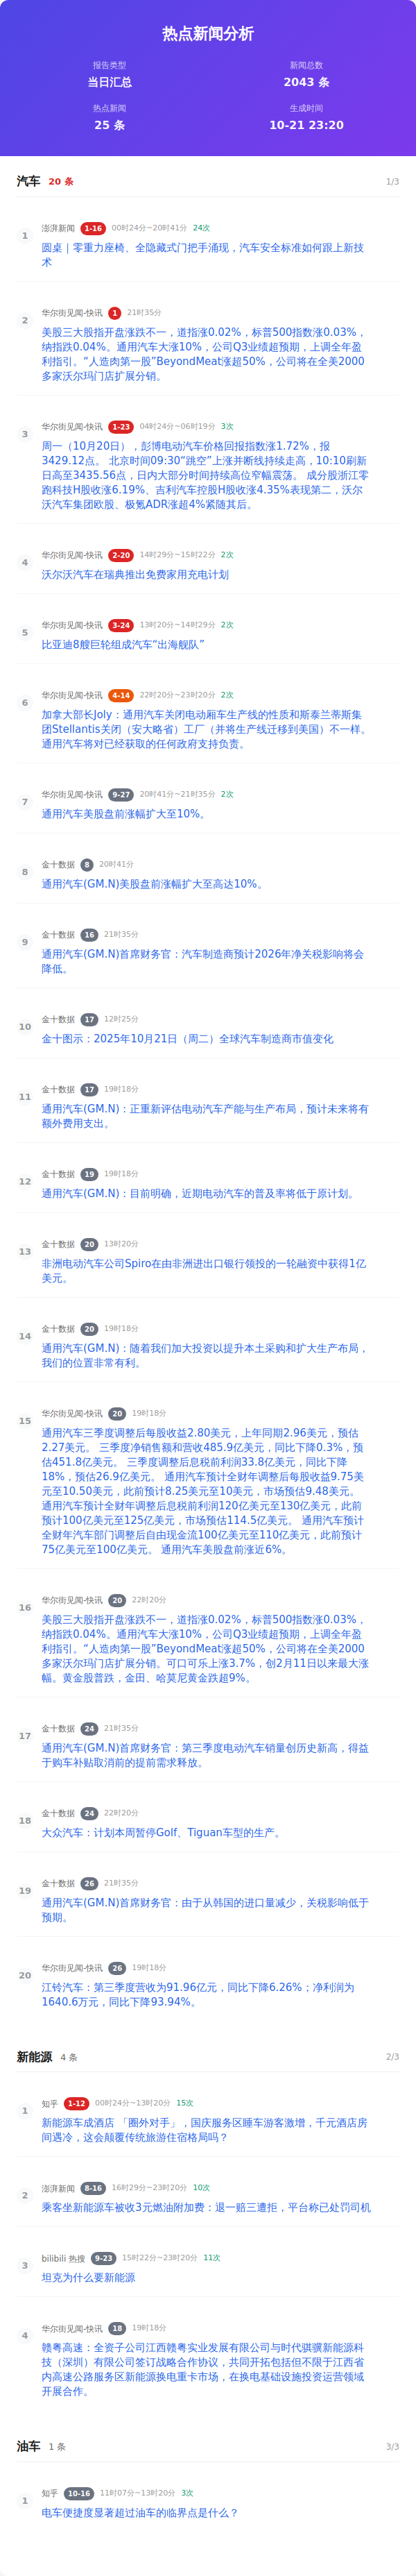 热点新闻分析
报告类型
当日汇总
新闻总数
2043 条
热点新闻
25 条
生成时间
10-21 23:20
汽车 20 条 1/3
1
澎湃新闻 1-16 00时24分~20时41分 24次
圆桌｜零重力座椅、全隐藏式门把手涌现，汽车安全标准如何跟上新技
术
2
华尔街见闻-快讯 1 21时35分
美股三大股指开盘涨跌不一，道指涨0.02%，标普500指数涨0.03%，
纳指跌0.04%。通用汽车大涨10%，公司Q3业绩超预期，上调全年盈
利指引。“人造肉第一股”BeyondMeat涨超50%，公司将在全美2000
多家沃尔玛门店扩展分销。
3
华尔街见闻-快讯 1-23 04时24分~06时19分 3次
周一（10月20日），彭博电动汽车价格回报指数涨1.72%，报
3429.12点。 北京时间09:30“跳空”上涨并断线持续走高，10:10刷新
日高至3435.56点，日内大部分时间持续高位窄幅震荡。 成分股浙江零
跑科技H股收涨6.19%、吉利汽车控股H股收涨4.35%表现第二，沃尔
沃汽车集团欧股、极氪ADR涨超4%紧随其后。
4
华尔街见闻-快讯 2-20 14时29分~15时22分 2次
沃尔沃汽车在瑞典推出免费家用充电计划
5
华尔街见闻-快讯 3-24 13时20分~14时29分 2次
比亚迪8艘巨轮组成汽车“出海舰队”
6
华尔街见闻-快讯 4-14 22时20分~23时20分 2次
加拿大部长Joly：通用汽车关闭电动厢车生产线的性质和斯泰兰蒂斯集
团Stellantis关闭（安大略省）工厂（并将生产线迁移到美国）不一样。
通用汽车将对已经获取的任何政府支持负责。
7
华尔街见闻-快讯 9-27 20时41分~21时35分 2次
通用汽车美股盘前涨幅扩大至10%。
8
金十数据 8 20时41分
通用汽车(GM.N)美股盘前涨幅扩大至高达10%。
9
金十数据 16 21时35分
通用汽车(GM.N)首席财务官：汽车制造商预计2026年净关税影响将会
降低。
10
金十数据 17 12时25分
金十图示：2025年10月21日（周二）全球汽车制造商市值变化
11
金十数据 17 19时18分
通用汽车(GM.N)：正重新评估电动汽车产能与生产布局，预计未来将有
额外费用支出。
12
金十数据 19 19时18分
通用汽车(GM.N)：目前明确，近期电动汽车的普及率将低于原计划。
13
金十数据 20 13时20分
非洲电动汽车公司Spiro在由非洲进出口银行领投的一轮融资中获得1亿
美元。
14
金十数据 20 19时18分
通用汽车(GM.N)：随着我们加大投资以提升本土采购和扩大生产布局，
我们的位置非常有利。
15
华尔街见闻-快讯 20 19时18分
通用汽车三季度调整后每股收益2.80美元，上年同期2.96美元，预估
2.27美元。 三季度净销售额和营收485.9亿美元，同比下降0.3%，预
估451.8亿美元。 三季度调整后息税前利润33.8亿美元，同比下降
18%，预估26.9亿美元。 通用汽车预计全财年调整后每股收益9.75美
元至10.50美元，此前预计8.25美元至10美元，市场预估9.48美元。
通用汽车预计全财年调整后息税前利润120亿美元至130亿美元，此前
预计100亿美元至125亿美元，市场预估114.5亿美元。 通用汽车预计
全财年汽车部门调整后自由现金流100亿美元至110亿美元，此前预计
75亿美元至100亿美元。 通用汽车美股盘前涨近6%。
16
华尔街见闻-快讯 20 22时20分
美股三大股指开盘涨跌不一，道指涨0.02%，标普500指数涨0.03%，
纳指跌0.04%。通用汽车大涨10%，公司Q3业绩超预期，上调全年盈
利指引。“人造肉第一股”BeyondMeat涨超50%，公司将在全美2000
多家沃尔玛门店扩展分销。可口可乐上涨3.7%，创2月11日以来最大涨
幅。黄金股普跌，金田、哈莫尼黄金跌超9%。
17
金十数据 24 21时35分
通用汽车(GM.N)首席财务官：第三季度电动汽车销量创历史新高，得益
于购车补贴取消前的提前需求释放。
18
金十数据 24 22时20分
大众汽车：计划本周暂停Golf、Tiguan车型的生产。
19
金十数据 26 21时35分
通用汽车(GM.N)首席财务官：由于从韩国的进口量减少，关税影响低于
预期。
20
华尔街见闻-快讯 26 19时18分
江铃汽车：第三季度营收为91.96亿元，同比下降6.26%；净利润为
1640.6万元，同比下降93.94%。
新能源 4 条 2/3
1
知乎 1-12 00时24分~13时20分 15次
新能源车成酒店 「圈外对手」，国庆服务区睡车游客激增，千元酒店房
间遇冷，这会颠覆传统旅游住宿格局吗？
2
澎湃新闻 8-16 16时29分~23时20分 10次
乘客坐新能源车被收3元燃油附加费：退一赔三遭拒，平台称已处罚司机
3
bilibili 热搜 9-23 15时22分~23时20分 11次
坦克为什么要新能源
4
华尔街见闻-快讯 18 19时18分
赣粤高速：全资子公司江西赣粤实业发展有限公司与时代骐骥新能源科
技（深圳）有限公司签订战略合作协议，共同开拓包括但不限于江西省
内高速公路服务区新能源换电重卡市场，在换电基础设施投资运营领域
开展合作。
油车 1 条 3/3
1
知乎 10-16 11时07分~13时20分 3次
电车便捷度显著超过油车的临界点是什么？